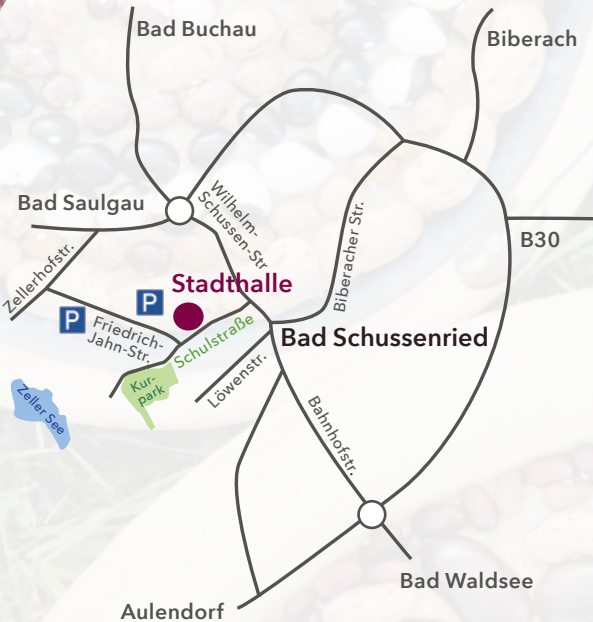 Bad Buchau
Biberach
Bad Saulgau
Wilhelm-
Schussen-Str
Biberacher Str.
B30
Zellerhofstr.
Stadthalle
P
P
Friedrich-
Jahn-Str.
Schulstraße
Bad Schussenried
Kur-
park
Löwenstr.
Zeller See
Bahnhofstr.
Bad Waldsee
Aulendorf